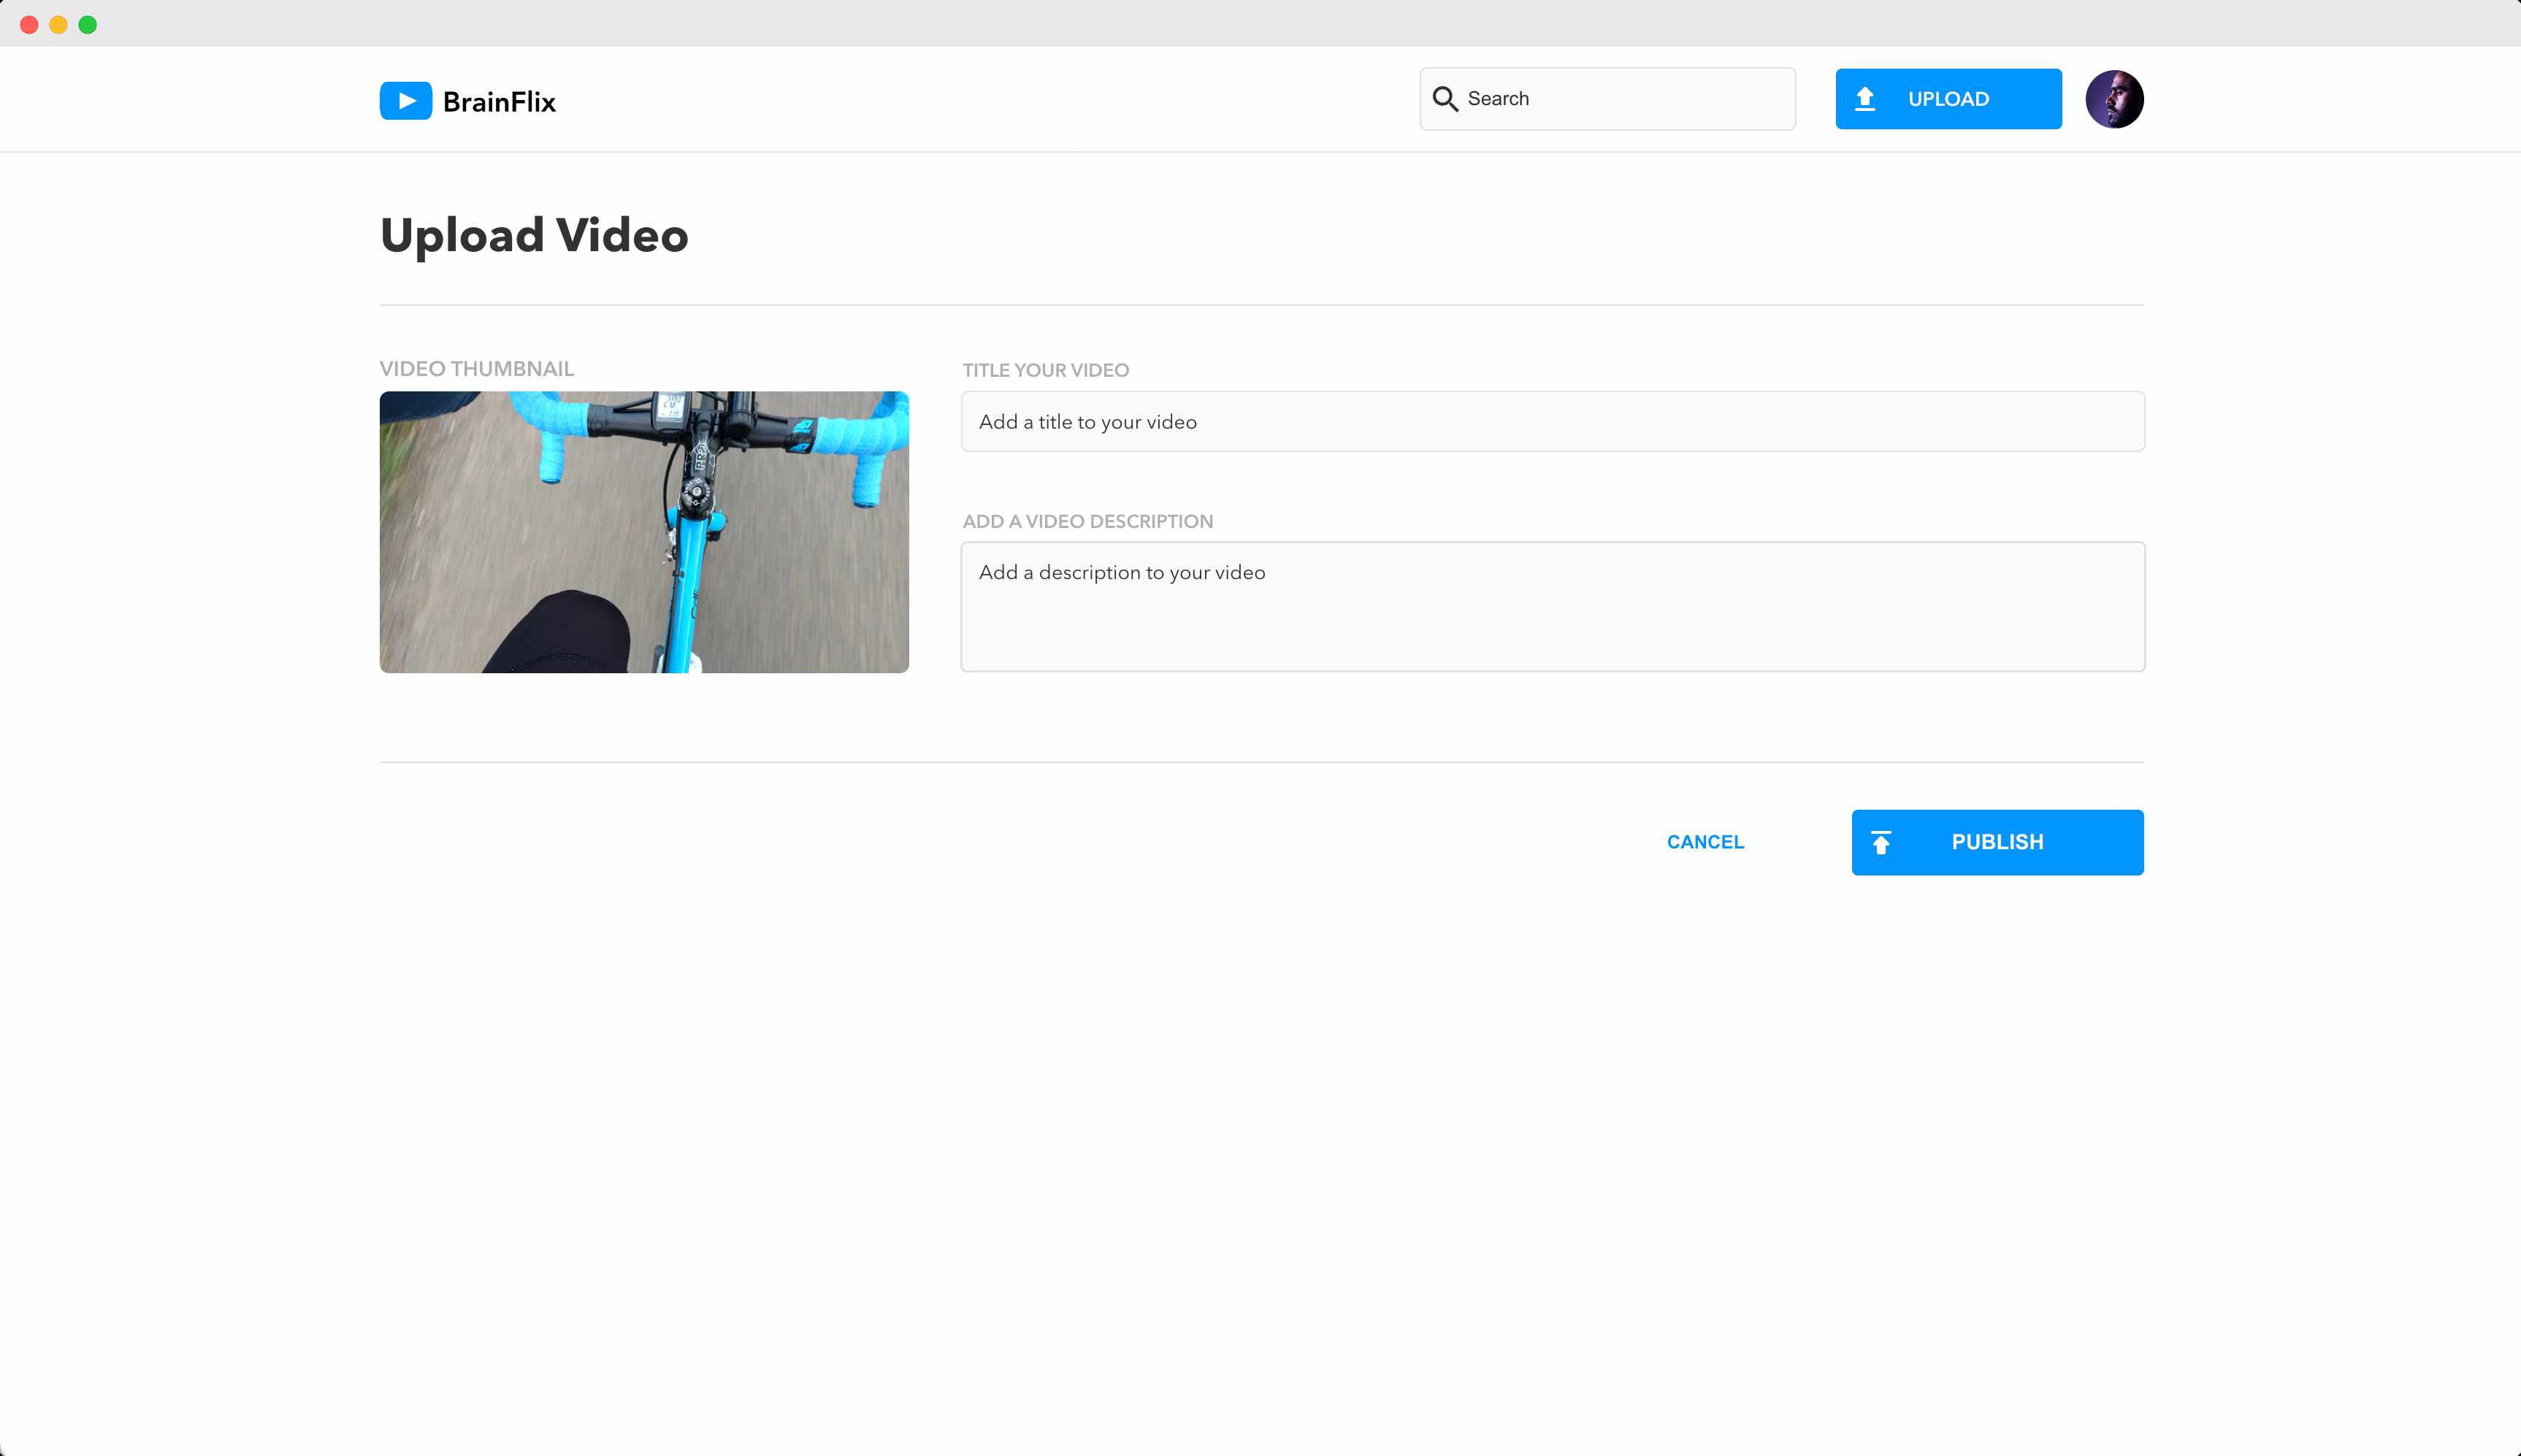 BrainFlix
Search
UPLOAD
Upload Video
VIDEO THUMBNAIL
TITLE YOUR VIDEO
Add a title to your video
PRO
ADD A VIDEO DESCRIPTION
Add a description to your video
CANCEL
PUBLISH